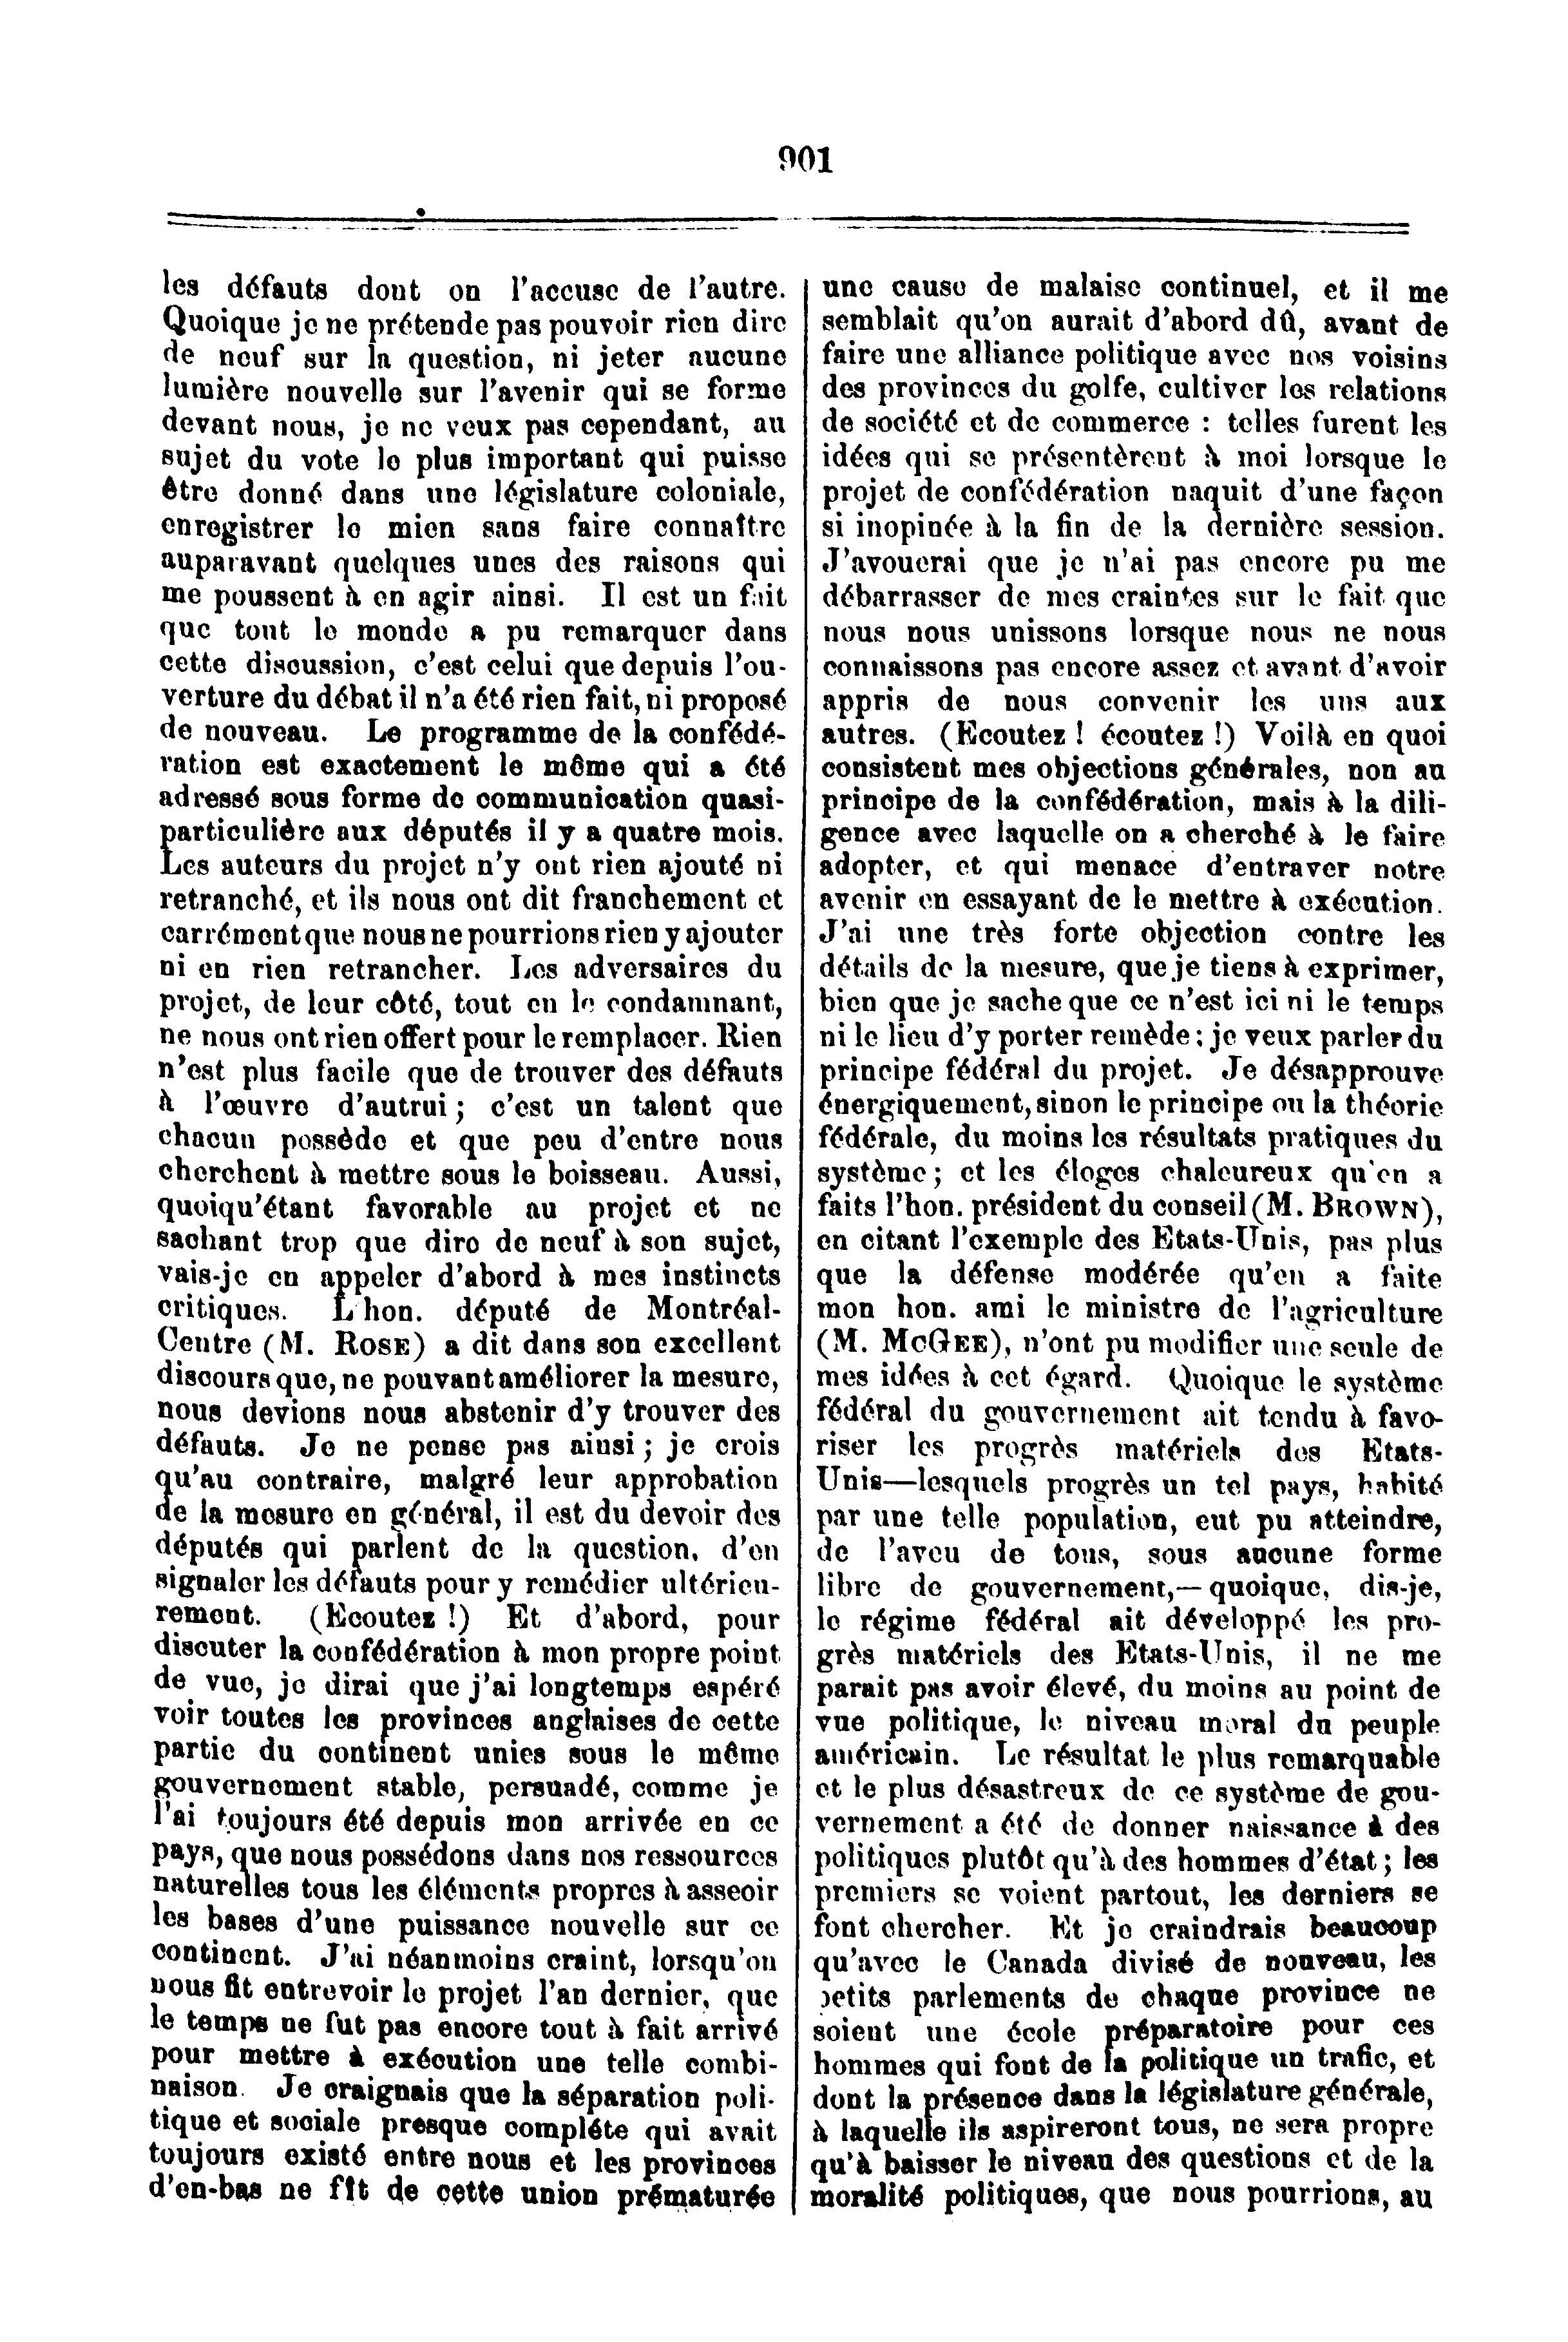 901
les défauts dont on l'accuse de l'autre.
Quoique je ne prétende pas pouvoir rien dire
de neuf sur la question, ni jeter aucune
lumière nouvelle sur l'avenir qui se forme
devant nous, je ne veux pas cependant, au
sujet du vote le plus important qui puisse
être donné dans une législature coloniale,
enregistrer le mien sans faire connaître
auparavant quelques unes des raisons qui
me poussent à en agir ainsi. Il est un fait
que tout le monde a pu remarquer dans
cette discussion, c'est celui que depuis l'ou-
verture du débat il n'a été rien fait, ni proposé
de nouveau. Le programme de la confédé-
ration est exactement le même qui a été
adressé sous forme de communication quasi-
particulière aux députés il y a quatre mois.
Les auteurs du projet n'y ont rien ajouté ni
retranché, et ils nous ont dit franchement et
carrément que nous ne pourrions rien y ajouter
ni en rien retrancher. Les adversaires du
projet, de leur côté, tout en le condamnant,
ne nous ont rien offert pour le remplacer. Rien
n'est plus facile que de trouver des défauts
à l'œuvre d'autrui ; c'est un talent que
chacun possède et que peu d'entre nous
cherchent à mettre sous le boisseau. Aussi,
quoiqu'étant favorable au projet et ne
sachant trop que dire de neuf à son sujet,
vais-je en appeler d'abord à mes instincts
critiques. L'hon. député de Montréal-
Centre (M. ROSE) a dit dans son excellent
discours que, ne pouvant améliorer la mesure,
nous devions nous abstenir d'y trouver des
défauts. Je ne pense pas ainsi ; je crois
qu'au contraire, malgré leur approbation
de la mesure en général, il est du devoir des
députés qui parlent de la question, d'en
signaler les défauts pour y remédier ultérieu-
rement. (Ecoutez !) Et d'abord, pour
discuter la confédération à mon propre point
de vue, je dirai que j'ai longtemps espéré
voir toutes les provinces anglaises de cette
partie du continent unies sous le même
gouvernement stable, persuadé, comme je
l'ai toujours été depuis mon arrivée en ce
pays, que nous possédons dans nos ressources
naturelles tous les éléments propres à asseoir
les bases d'une puissance nouvelle sur ce
continent. J'ai néanmoins craint, lorsqu'on
nous fit entrevoir le projet l'an dernier, que
le temps ne fut pas encore tout à fait arrivé
pour mettre à exécution une telle combi-
naison. Je craignais que la séparation poli-
tique et sociale presque complète qui avait
toujours existé entre nous et les provinces
d'en-bas ne fît de cette union prématurée
une cause de malaise continuel, et il me
semblait qu'on aurait d'abord dû, avant de
faire une alliance politique avec nos voisins
des provinces du golfe, cultiver les relations
de société et de commerce : telles furent les
idées qui se présentèrent à moi lorsque le
projet de confédération naquit d'une façon
si inopinée à la fin de la dernière session.
J'avouerai que je n'ai pas encore pu me
débarrasser de mes craintes sur le fait que
nous nous unissons lorsque nous ne nous
connaissons pas encore assez et avant d'avoir
appris de nous convenir les uns aux
autres. (Ecoutez ! écoutez !) Voilà en quoi
consistent mes objections générales, non au
principe de la confédération, mais à la dili-
gence avec laquelle on a cherché à le faire
adopter, et qui menace d'entraver notre
avenir en essayant de le mettre à exécution.
J'ai une très forte objection contre les
détails de la mesure, que je tiens à exprimer,
bien que je sache que ce n'est ici ni le temps
ni le lieu d'y porter remède ; je veux parler du
principe fédéral du projet. Je désapprouve
énergiquement, sinon le principe ou la théorie
fédérale, du moins les résultats pratiques du
système ; et les éloges chaleureux qu'en a
faits l'hon. président du conseil (M. BROWN),
en citant l'exemple des Etats-Unis, pas plus
que la défense modérée qu'en a faite
mon hon. ami le ministre de l'agriculture
(M. MCGEE), n'ont pu modifier une seule de
mes idées à cet égard. Quoique le système
fédéral du gouvernement ait tendu à favo-
riser les progrès matériels des Etats-
Unis—lesquels progrès un tel pays, habité
par une telle population, eut pu atteindre,
de l'aveu de tous, sous aucune forme
libre de gouvernement,— quoique, dis-je,
le régime fédéral ait développé les pro-
grès matériels des Etats-Unis, il ne me
parait pas avoir élevé, du moins au point de
vue politique, le niveau moral du peuple
américain. Le résultat le plus remarquable
et le plus désastreux de ce système de gou-
vernement a été de donner naissance à des
politiques plutôt qu'à des hommes d'état ; les
premiers se voient partout, les derniers se
font chercher. Et je craindrais beaucoup
qu'avec le Canada divisé de nouveau, les
petits parlements de chaque province ne
soient une école préparatoire pour ces
hommes qui font de la politique un trafic, et
dont la présence dans la législature générale,
à laquelle ils aspireront tous, ne sera propre
qu'à baisser le niveau des questions et de la
moralité politiques, que nous pourrions, au